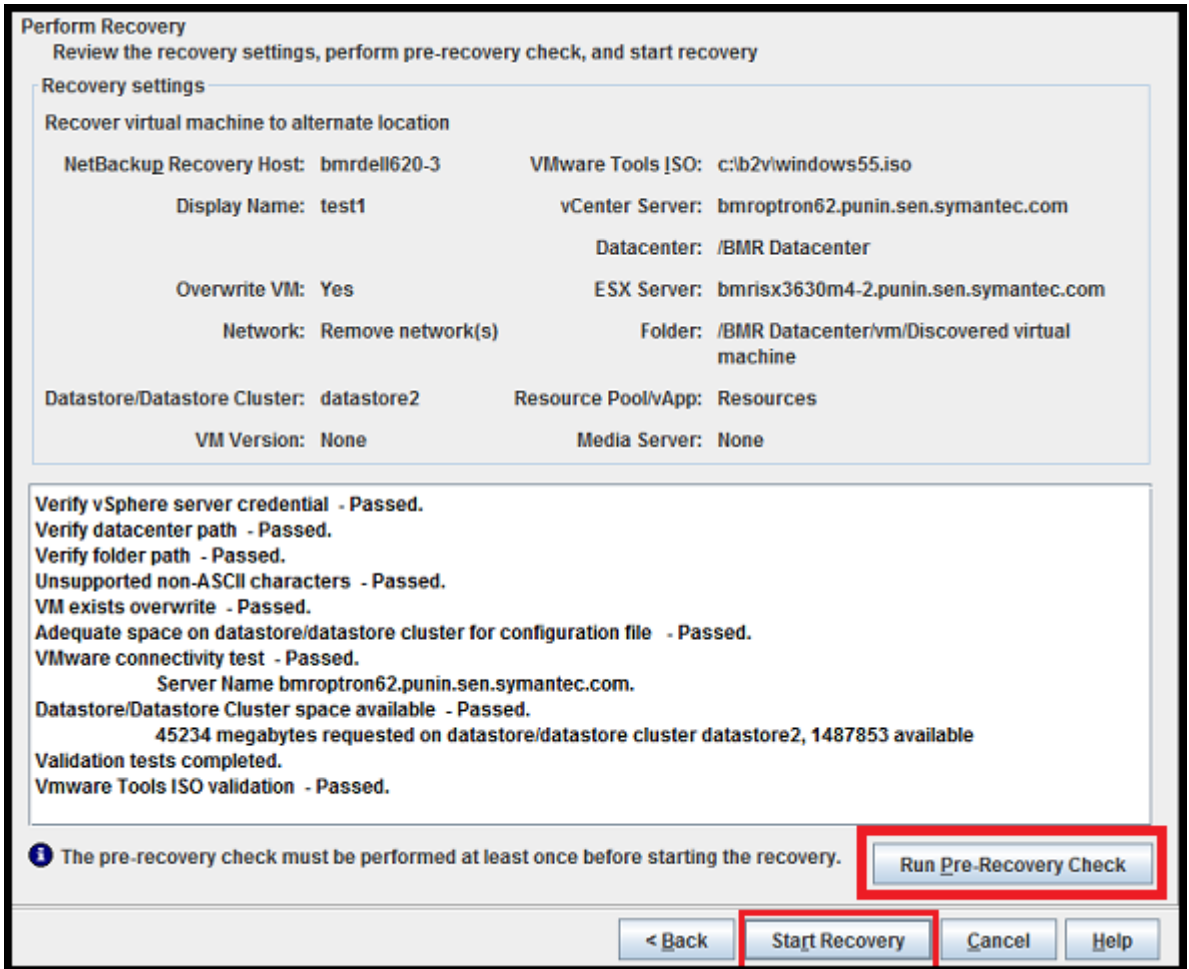 Perform Recovery
Review the recovery settings, perform pre-recovery check, and start recovery
Recovery settings
Recover virtual machine to alternate location
NetBackup Recovery Host: bmrdell620-3 VMware Tools ISO: c:\b2v\windows55.iso
Display Name: test1 vCenter Server: bmroptron62.punin.sen.symantec.com
Datacenter: /BMR Datacenter
Overwrite VM: Yes ESX Server: bmrisx3630m4-2.punin.sen.symantec.com
Network: Remove network(s) Folder: /BMR Datacenter/vm/Discovered virtual
machine
Datastore/Datastore Cluster: datastore2 Resource Pool/vApp: Resources
VM Version: None Media Server: None
Verify vSphere server credential - Passed.
Verify datacenter path - Passed.
Verify folder path - Passed.
Unsupported non-ASCII characters - Passed.
VM exists overwrite - Passed.
Adequate space on datastore/datastore cluster for configuration file - Passed.
VMware connectivity test - Passed.
Server Name bmroptron62.punin.sen.symantec.com.
Datastore/Datastore Cluster space available - Passed.
45234 megabytes requested on datastore/datastore cluster datastore2, 1487853 available
Validation tests completed.
Vmware Tools ISO validation - Passed.
The pre-recovery check must be performed at least once before starting the recovery.
Run Pre-Recovery Check
< Back Start Recovery Cancel Help